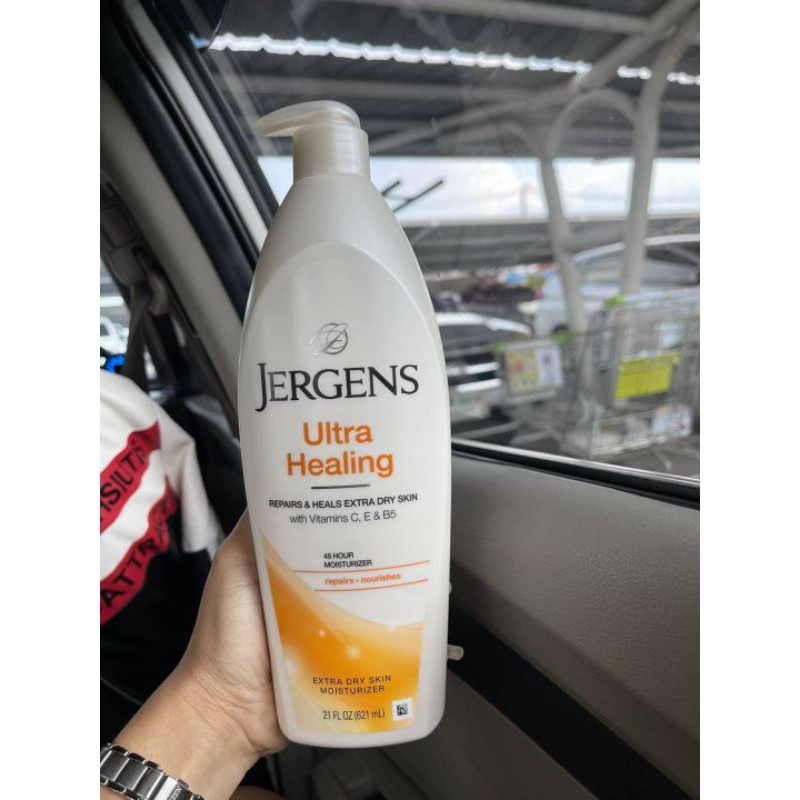 JERGENS
Ultra
Healing
REPAIRS & HEALS EXTRA DRY SKIN
with Vitamins C, E & B5
48 HOUR
MOISTURIZER
repairs • nourishes
EXTRA DRY SKIN
MOISTURIZER
21 FL OZ (621 mL)